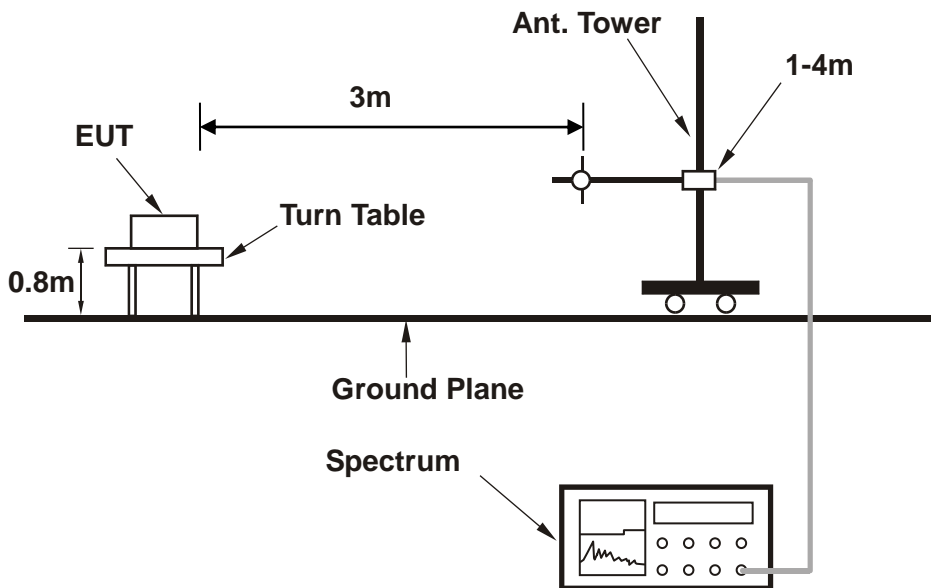 Ant. Tower
1-4m
3m
EUT
Turn Table
0.8m
Ground Plane
Spectrum